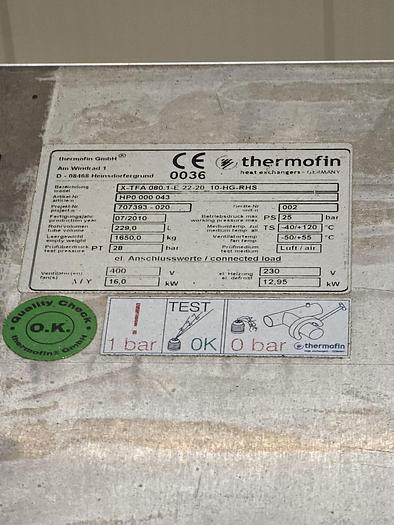 thermofin GmbH®
Am Windrad 1
D - 08468 Heinsdorfergrund
CE
0036
thermofin
heat exchangers - GERMANY
Bezeichnung
model
X-TFA 080.1-E 22-20_10-HG-RHS
Artikel-Nr
article n.
HP0 000 043
Projekt-Nr
project n.
707393 - 020
Geräte-Nr
unit n.
002
Fertigungsjahr
production year
07/2010
Betriebsdruck max
working pressure max
PS 25 bar
Rohrvolumen
tube volume
229,0 L
Mediumtemp. zul
medium temp. all.
TS -40/+120 °C
Leergewicht
empty weight
1650,0 kg
Ventilatortemp
fan temp.
-50/+55 °C
Prüfüberdruck
test pressure
PT 28 bar
Prüfmedium
test medium
Luft / air
el. Anschlusswerte / connected load
Ventilator(en)
fan(s)
400 V
el. Heizung
el. defrost
230 V
Δ / Y 16,0 kW
12,95 kW
Quality Check
O.K.
thermofin® GmbH
! 1 bar
TEST
OK
0 bar
thermofin